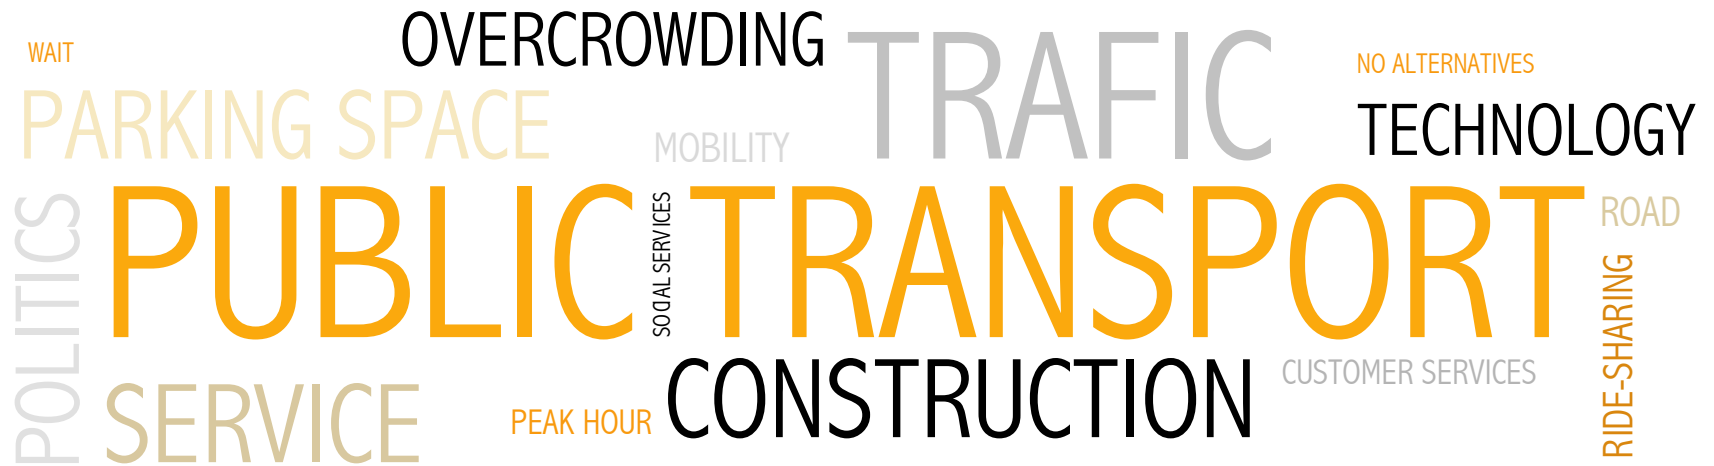 OVERCROWDING
TRAFIC
WAIT
NO ALTERNATIVES
PARKING SPACE
MOBILITY
TECHNOLOGY
POLITICS
PUBLIC TRANSPORT
SOCIAL SERVICES
ROAD
RIDE-SHARING
SERVICE
PEAK HOUR
CONSTRUCTION
CUSTOMER SERVICES